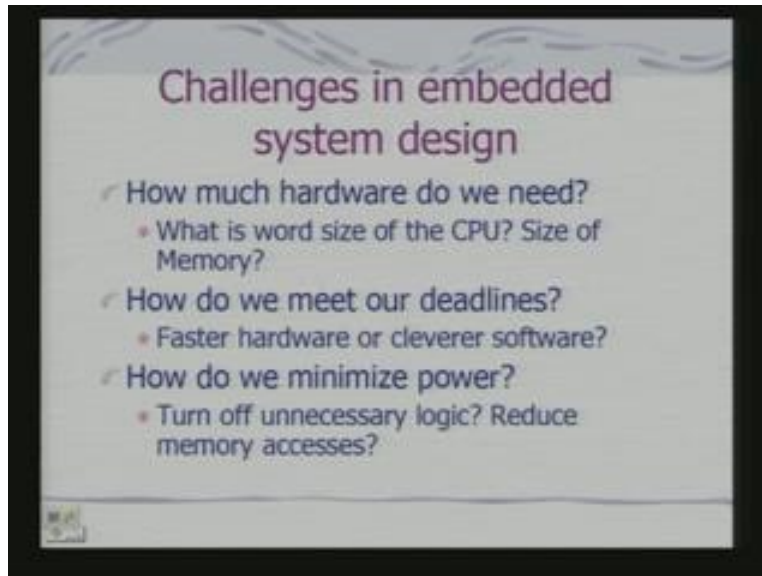 Challenges in embedded
system design
How much hardware do we need?
What is word size of the CPU? Size of
Memory?
How do we meet our deadlines?
Faster hardware or cleverer software?
How do we minimize power?
Turn off unnecessary logic? Reduce
memory accesses?